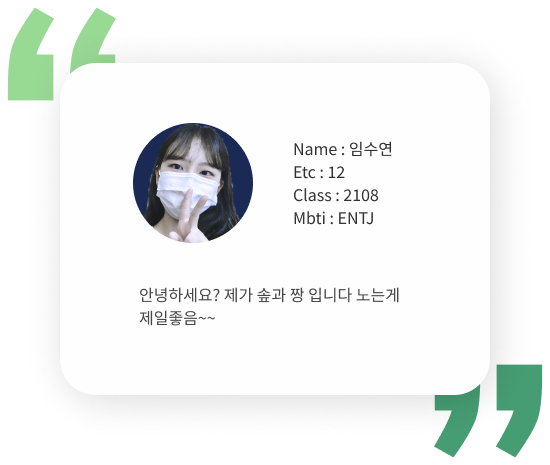 Name : 임수연
Etc : 12
Class : 2108
Mbti : ENTJ
안녕하세요? 제가 솦과 짱 입니다 노는게
제일좋음~~